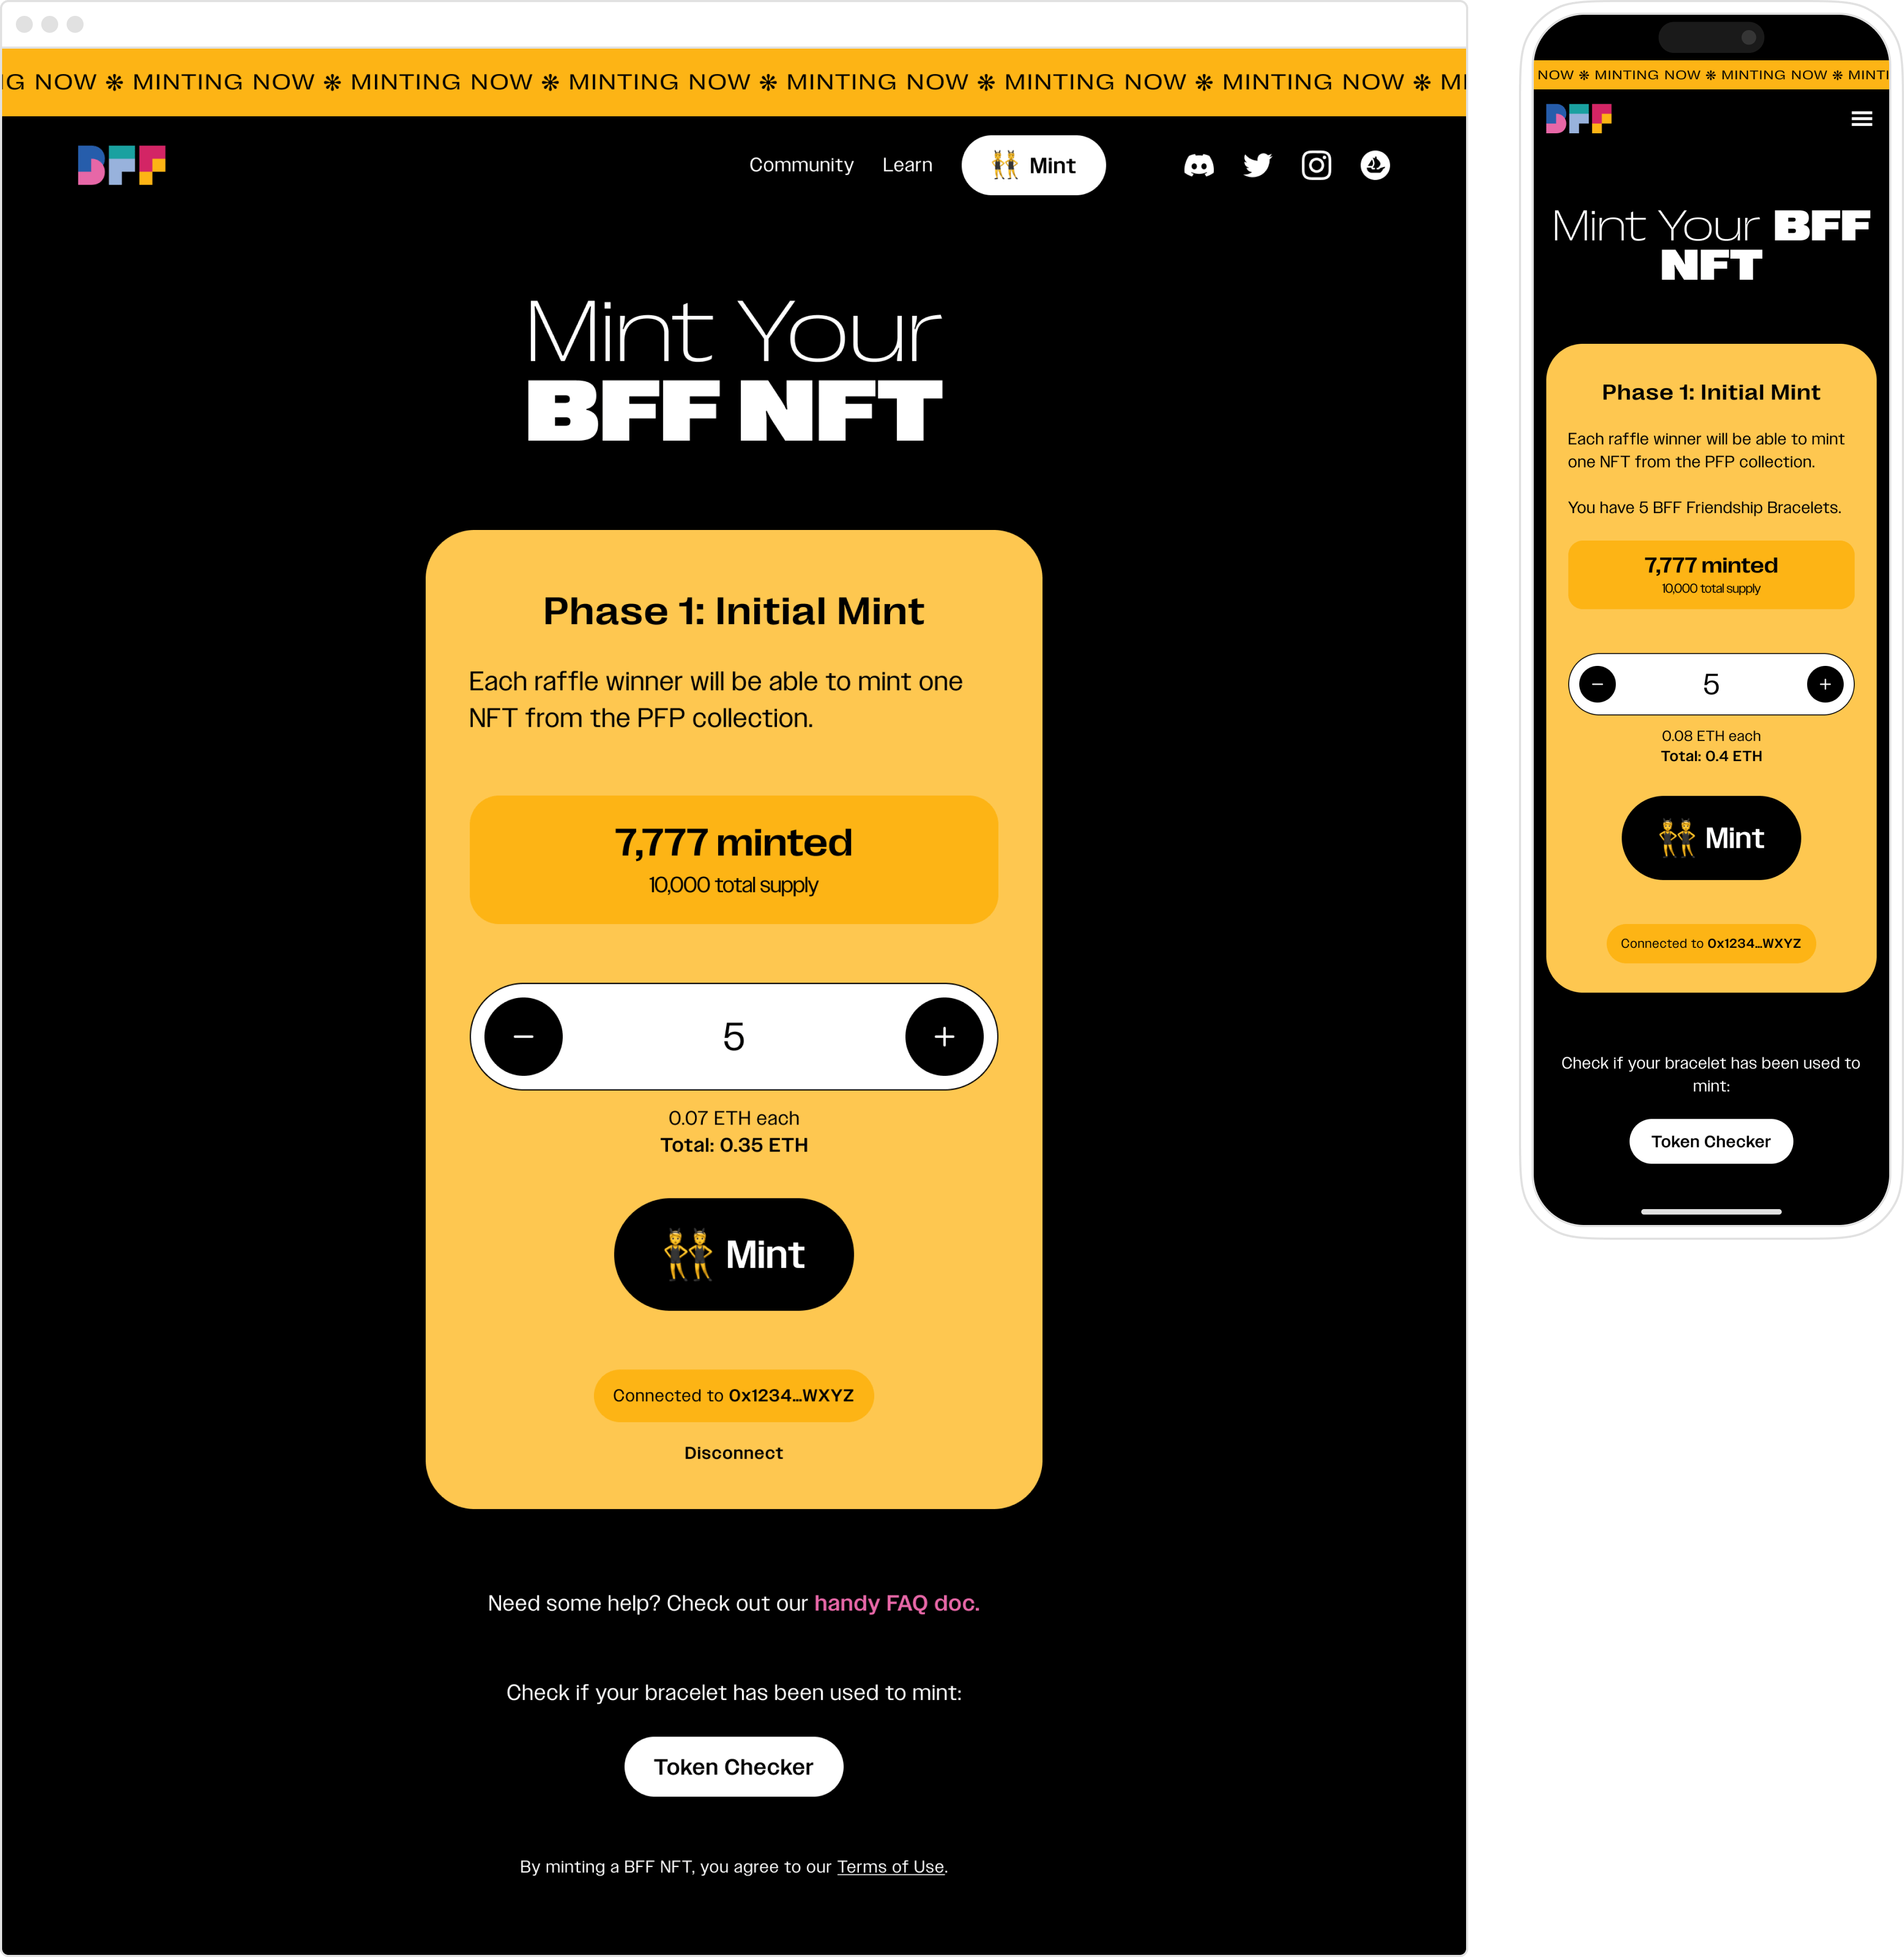 G NOW ❋ MINTING NOW ❋ MINTING NOW ❋ MINTING NOW ❋ MINTING NOW ❋ MINTING NOW ❋ MINTING NOW ❋ MI
BFF
Community Learn Mint
Mint Your
BFF NFT
Phase 1: Initial Mint
Each raffle winner will be able to mint one
NFT from the PFP collection.
7,777 minted
10,000 total supply
5
0.07 ETH each
Total: 0.35 ETH
Mint
Connected to 0x1234...WXYZ
Disconnect
Need some help? Check out our handy FAQ doc.
Check if your bracelet has been used to mint:
Token Checker
By minting a BFF NFT, you agree to our Terms of Use.
NOW ❋ MINTING NOW ❋ MINTING NOW ❋ MINTI
BFF
Mint Your BFF
NFT
Phase 1: Initial Mint
Each raffle winner will be able to mint
one NFT from the PFP collection.
You have 5 BFF Friendship Bracelets.
7,777 minted
10,000 total supply
5
0.08 ETH each
Total: 0.4 ETH
Mint
Connected to 0x1234...WXYZ
Check if your bracelet has been used to
mint:
Token Checker